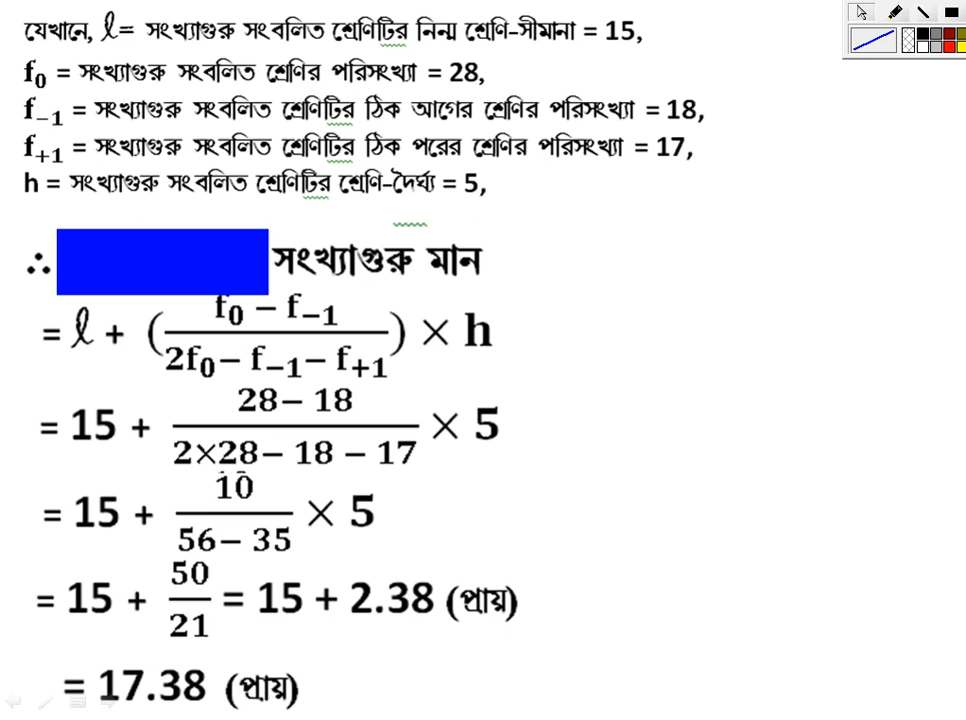 যেখানে, ℓ = সংখ্যাগুরু সংবলিত শ্রেণিটির নিম্ন শ্রেণি-সীমানা = 15,
f₀ = সংখ্যাগুরু সংবলিত শ্রেণির পরিসংখ্যা = 28,
f₋₁ = সংখ্যাগুরু সংবলিত শ্রেণিটির ঠিক আগের শ্রেণির পরিসংখ্যা = 18,
f₊₁ = সংখ্যাগুরু সংবলিত শ্রেণিটির ঠিক পরের শ্রেণির পরিসংখ্যা = 17,
h = সংখ্যাগুরু সংবলিত শ্রেণিটির শ্রেণি-দৈর্ঘ্য = 5,
∴ সংখ্যাগুরু মান
= ℓ + (f₀ − f₋₁ / 2f₀ − f₋₁ − f₊₁) × h
= 15 + 28 − 18 / 2×28 − 18 − 17 × 5
= 15 + 10 / 56 − 35 × 5
= 15 + 50 / 21 = 15 + 2.38 (প্রায়)
= 17.38 (প্রায়)